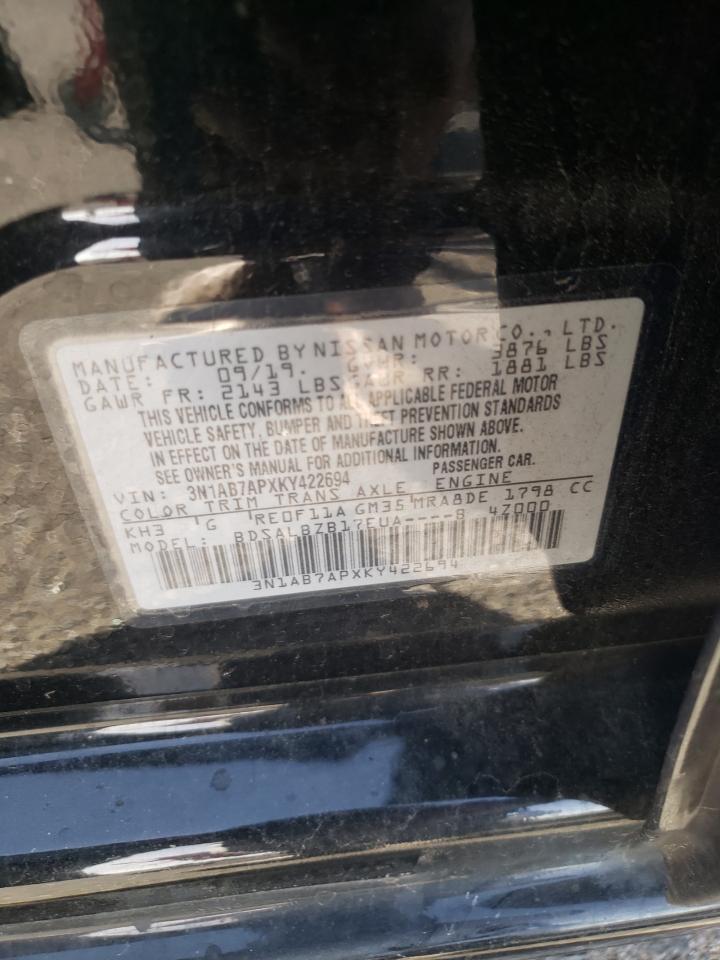 MANUFACTURED BY NISSAN MOTOR CO., LTD.
DATE: 09/19. GVWR: 3876 LBS
GAWR FR: 2143 LBS GAWR RR: 1881 LBS
THIS VEHICLE CONFORMS TO ALL APPLICABLE FEDERAL MOTOR
VEHICLE SAFETY, BUMPER AND THEFT PREVENTION STANDARDS
IN EFFECT ON THE DATE OF MANUFACTURE SHOWN ABOVE.
SEE OWNER'S MANUAL FOR ADDITIONAL INFORMATION.
VIN: 3N1AB7APXKY422694 PASSENGER CAR.
COLOR TRIM TRANS AXLE ENGINE
KH3 G RE0F11A GM35 MRA8DE 1798 CC
MODEL: BDSALBZB17EUA----B 4Z000
3N1AB7APXKY422694